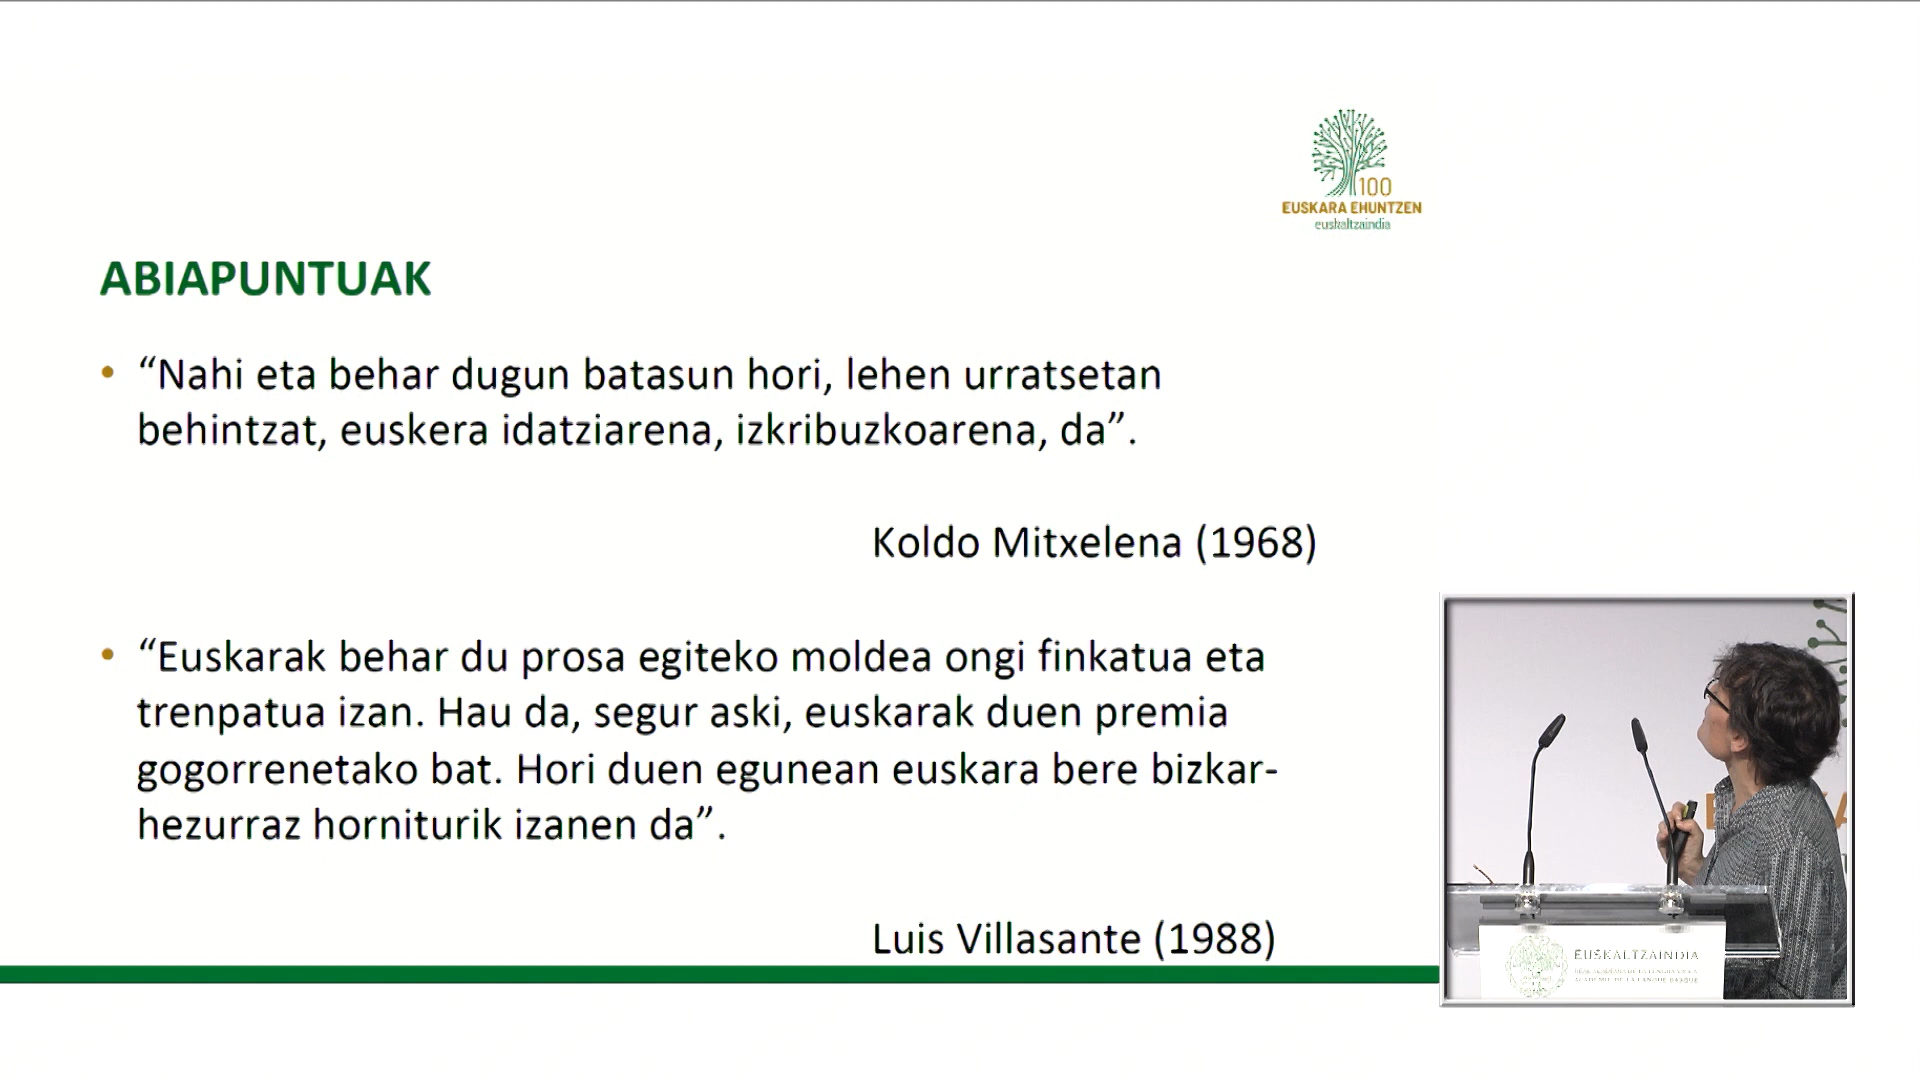 100
EUSKARA EHUNTZEN
euskaltzaindia
ABIAPUNTUAK
• “Nahi eta behar dugun batasun hori, lehen urratsetan
behintzat, euskera idatziarena, izkribuzkoarena, da”.
Koldo Mitxelena (1968)
• “Euskarak behar du prosa egiteko moldea ongi finkatua eta
trenpatua izan. Hau da, segur aski, euskarak duen premia
gogorrenetako bat. Hori duen egunean euskara bere bizkar-
hezurraz horniturik izanen da”.
Luis Villasante (1988)
EUSKALTZAINDIA